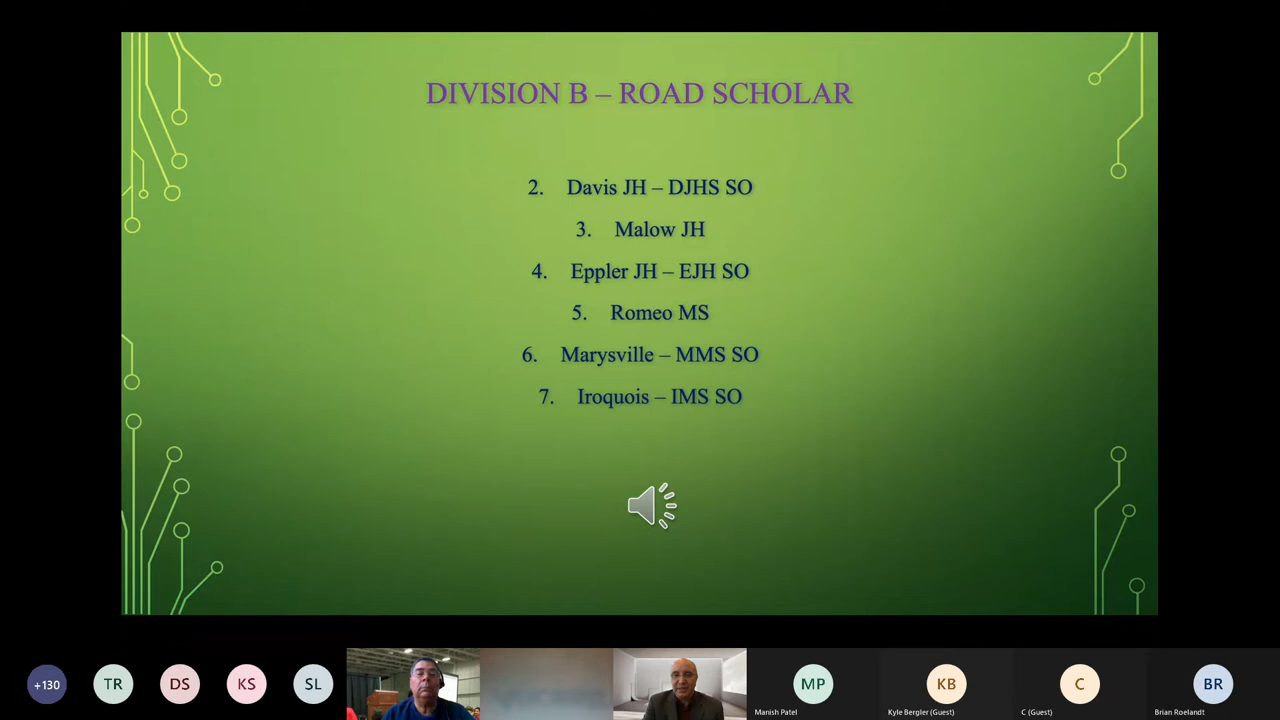 DIVISION B – ROAD SCHOLAR
2. Davis JH – DJHS SO
3. Malow JH
4. Eppler JH – EJH SO
5. Romeo MS
6. Marysville – MMS SO
7. Iroquois – IMS SO
+130 TR DS KS SL MP KB C BR
Manish Patel Kyle Bergler (Guest) C (Guest) Brian Roelandt